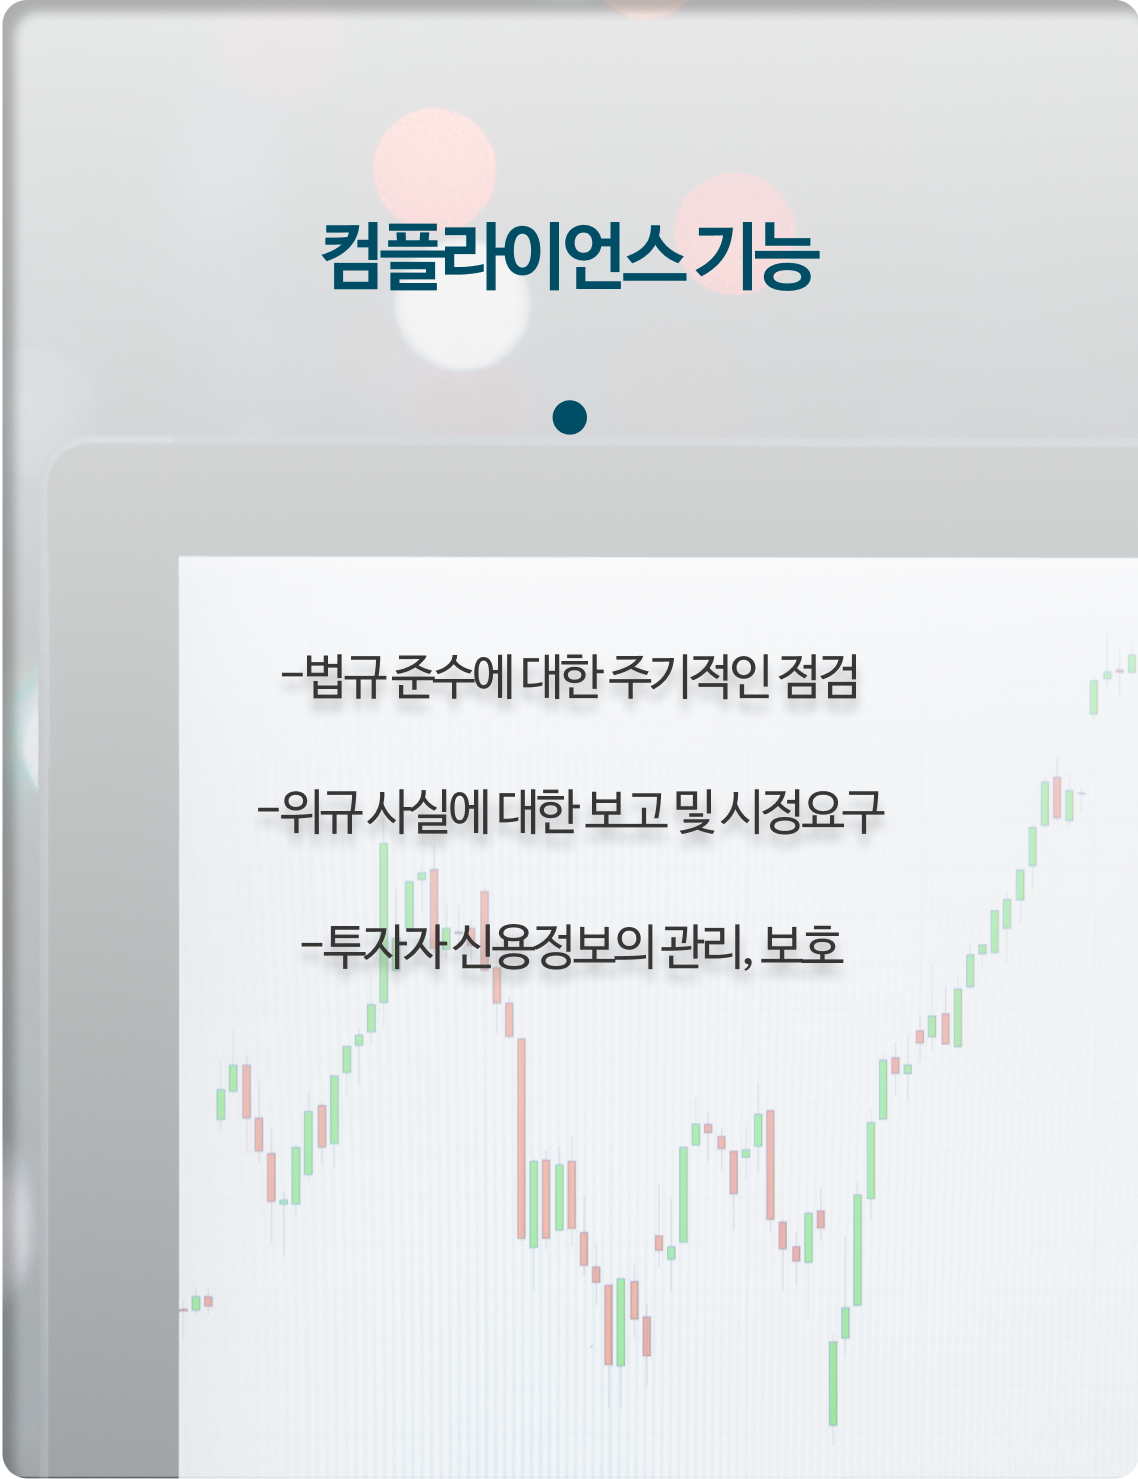 컴플라이언스 기능
-법규 준수에 대한 주기적인 점검
-위규 사실에 대한 보고 및 시정요구
-투자자 신용정보의 관리, 보호